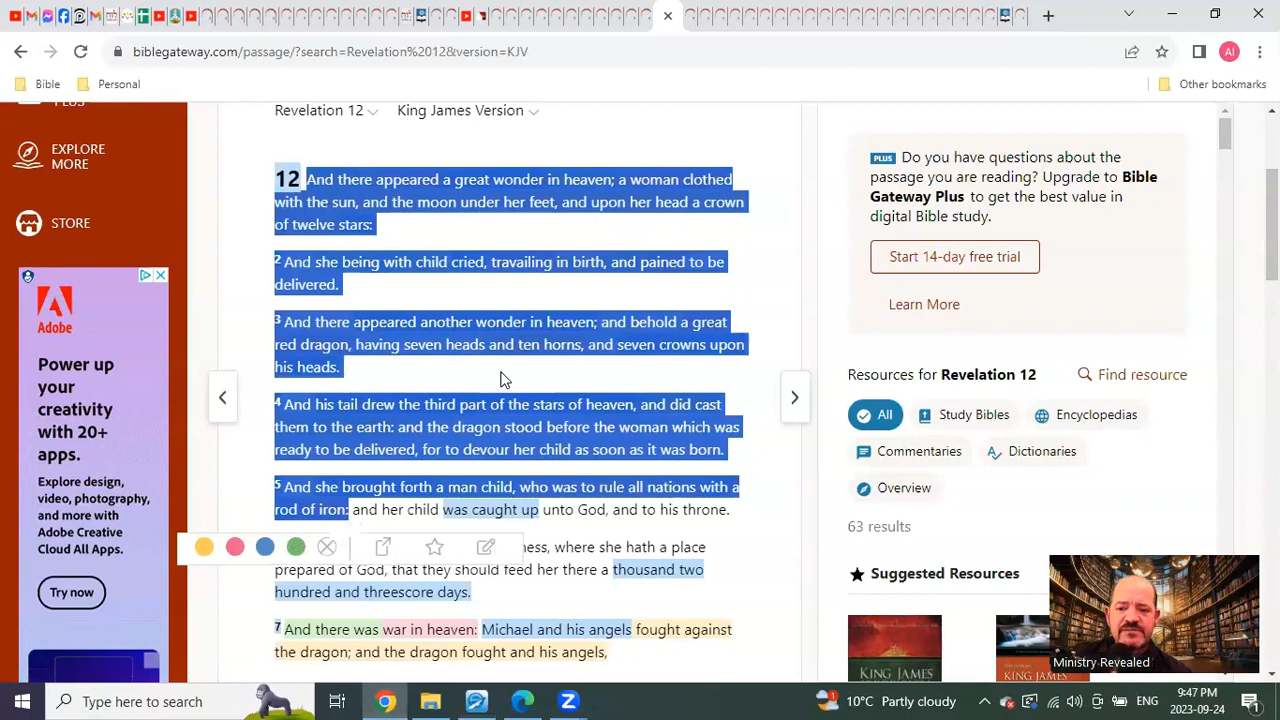 biblegateway.com/passage/?search=Revelation%2012&version=KJV
AI
Bible
Personal
Other bookmarks
PLUS
EXPLORE
MORE
STORE
Adobe
Power up
your
creativity
with 20+
apps.
Explore design,
video, photography,
and more with
Adobe Creative
Cloud All Apps.
Try now
Revelation 12
King James Version
12 And there appeared a great wonder in heaven; a woman clothed
with the sun, and the moon under her feet, and upon her head a crown
of twelve stars:
2 And she being with child cried, travailing in birth, and pained to be
delivered.
3 And there appeared another wonder in heaven; and behold a great
red dragon, having seven heads and ten horns, and seven crowns upon
his heads.
4 And his tail drew the third part of the stars of heaven, and did cast
them to the earth: and the dragon stood before the woman which was
ready to be delivered, for to devour her child as soon as it was born.
5 And she brought forth a man child, who was to rule all nations with a
rod of iron: and her child was caught up unto God, and to his throne.
ness, where she hath a place
prepared of God, that they should feed her there a thousand two
hundred and threescore days.
7 And there was war in heaven: Michael and his angels fought against
the dragon; and the dragon fought and his angels,
PLUS Do you have questions about the
passage you are reading? Upgrade to Bible
Gateway Plus to get the best value in
digital Bible study.
Start 14-day free trial
Learn More
Resources for Revelation 12
Find resource
All
Study Bibles
Encyclopedias
Commentaries
Dictionaries
Overview
63 results
Suggested Resources
KING JAMES
KING JAMES
Ministry Revealed
Type here to search
10°C Partly cloudy
ENG
9:47 PM
2023-09-24